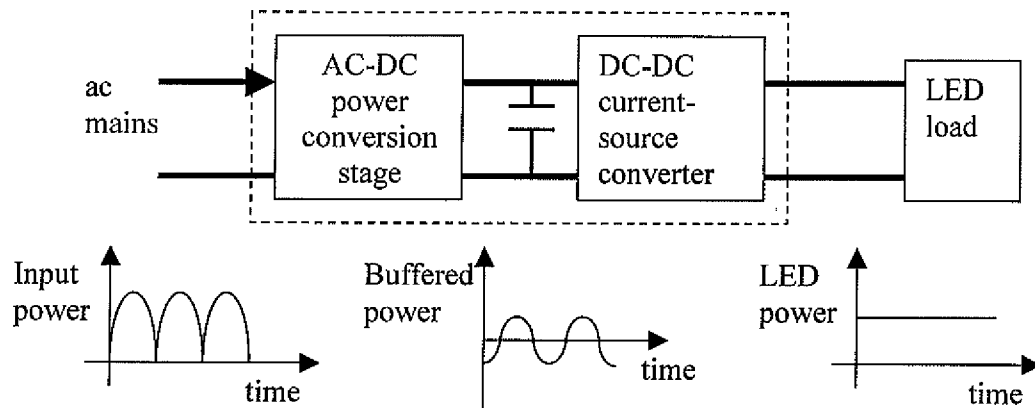 ac
mains
AC-DC
power
conversion
stage
DC-DC
current-
source
converter
LED
load
Input
power
time
Buffered
power
time
LED
power
time